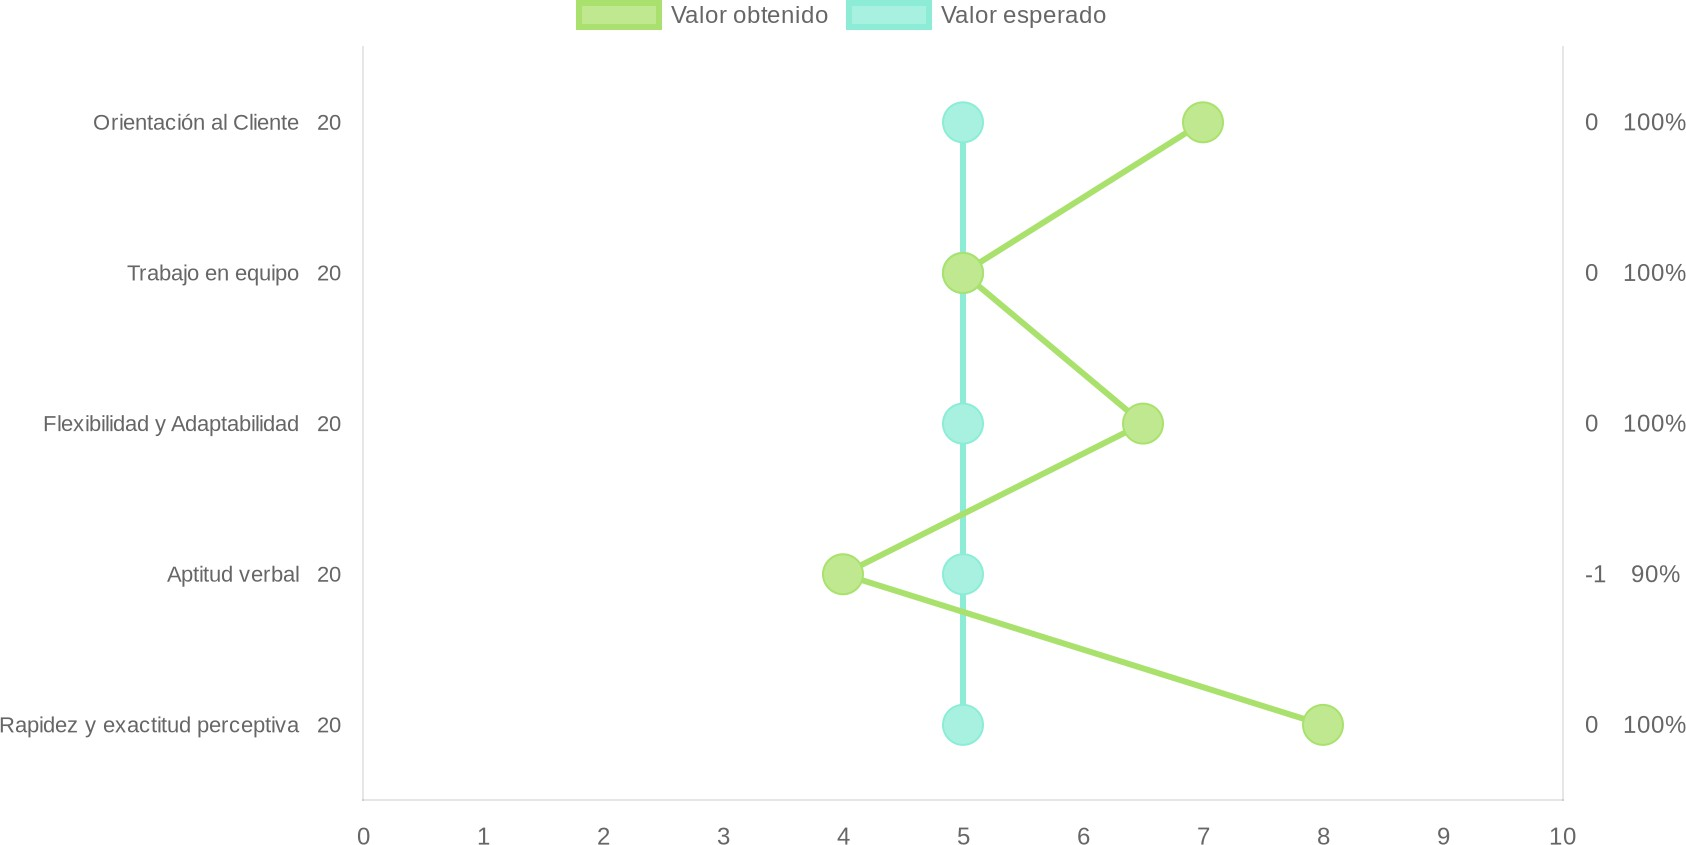 Valor obtenido Valor esperado
Orientación al Cliente 20 0 100%
Trabajo en equipo 20 0 100%
Flexibilidad y Adaptabilidad 20 0 100%
Aptitud verbal 20 -1 90%
Rapidez y exactitud perceptiva 20 0 100%
0 1 2 3 4 5 6 7 8 9 10